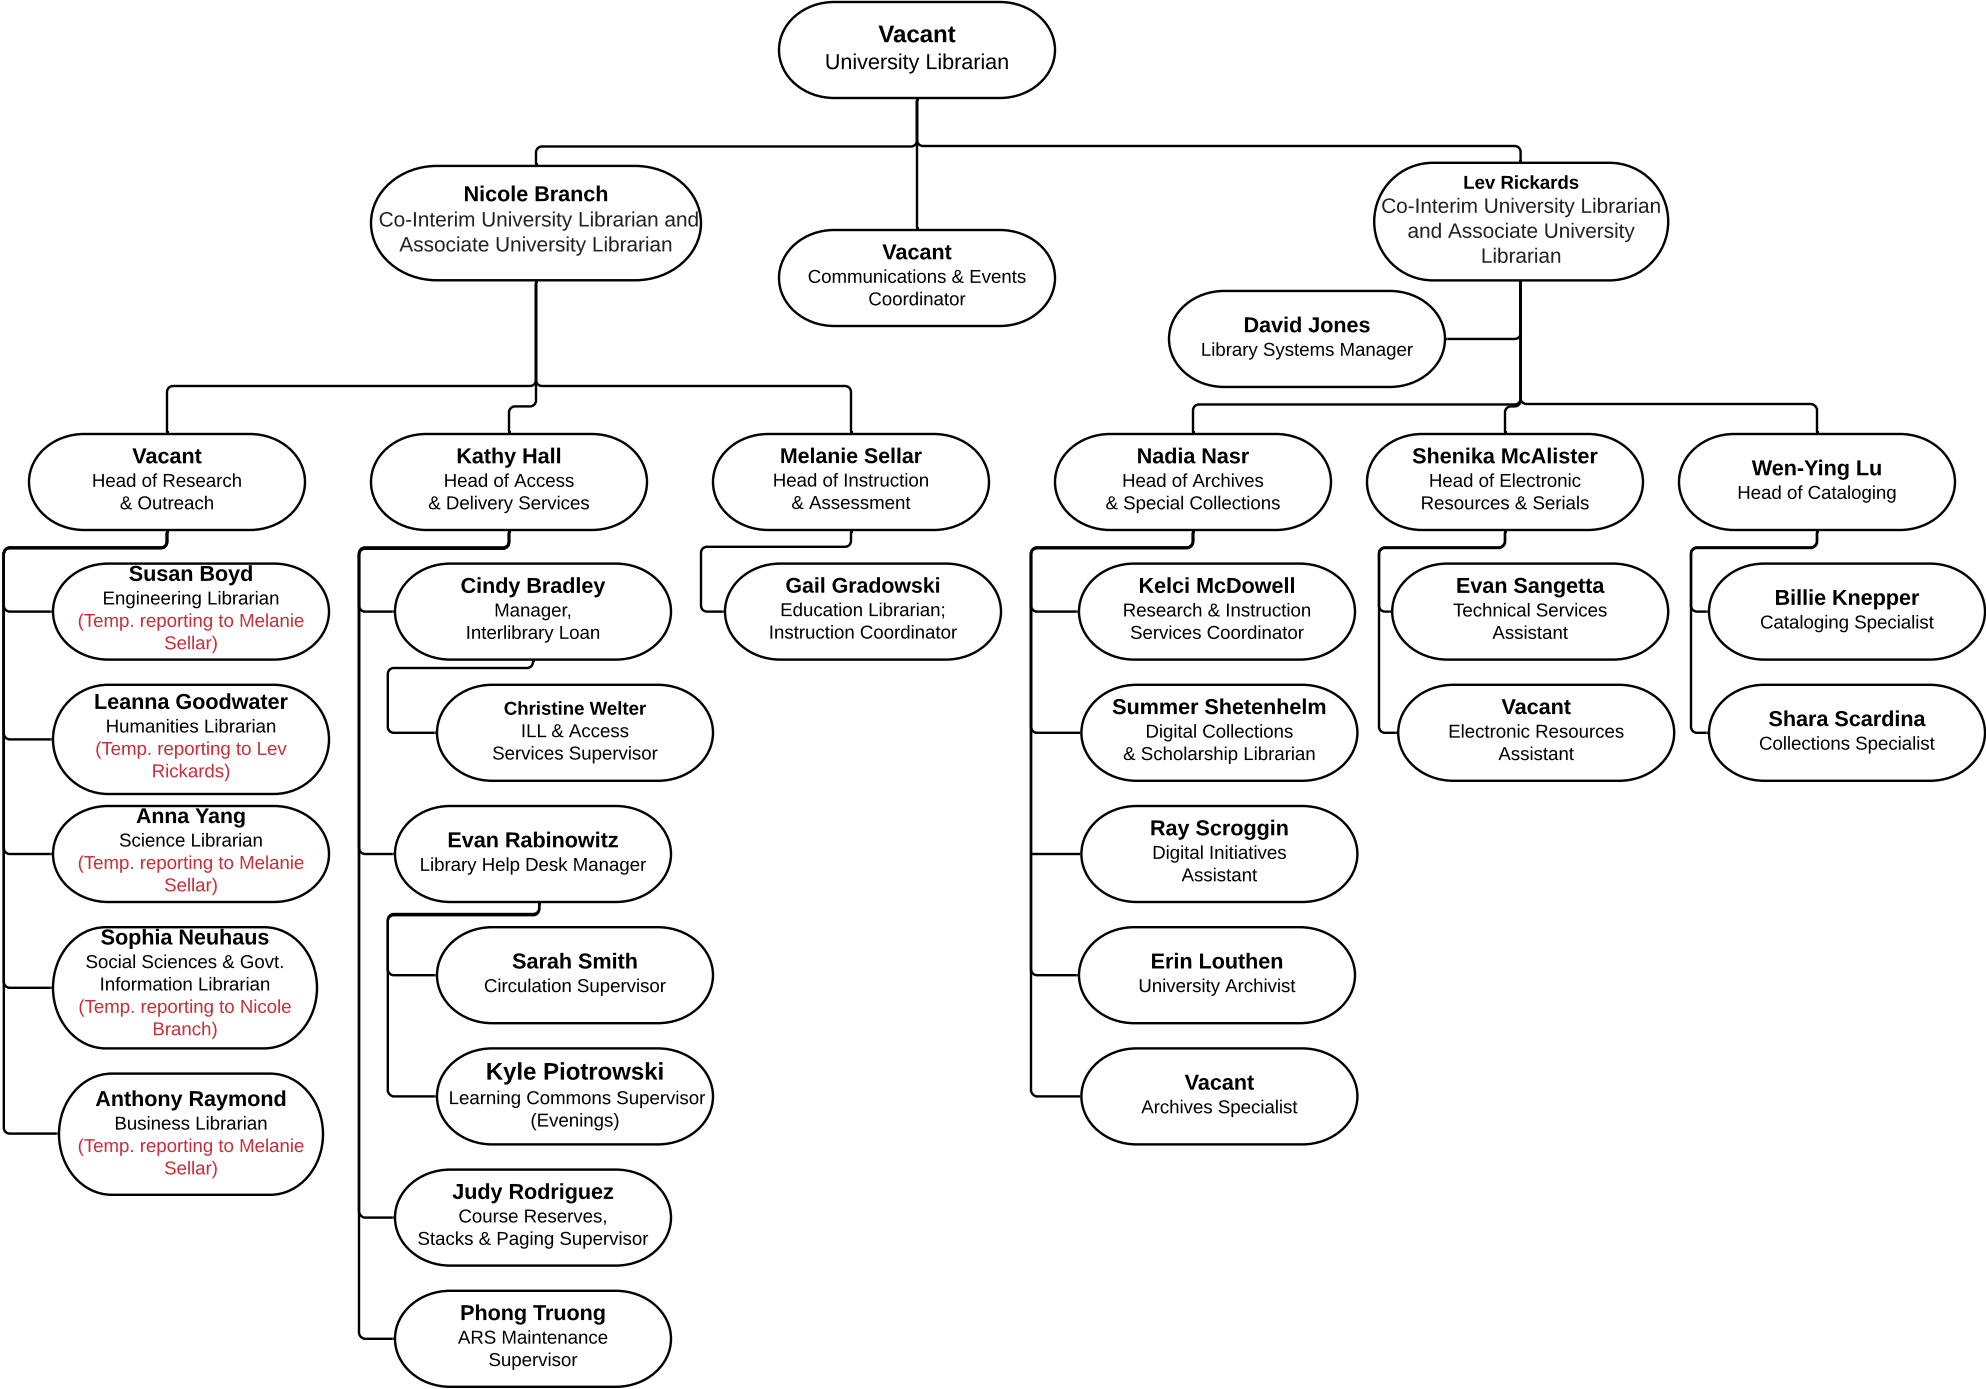 Vacant
University Librarian
Nicole Branch
Co-Interim University Librarian and
Associate University Librarian
Vacant
Communications & Events
Coordinator
Lev Rickards
Co-Interim University Librarian
and Associate University
Librarian
David Jones
Library Systems Manager
Vacant
Head of Research
& Outreach
Kathy Hall
Head of Access
& Delivery Services
Melanie Sellar
Head of Instruction
& Assessment
Nadia Nasr
Head of Archives
& Special Collections
Shenika McAlister
Head of Electronic
Resources & Serials
Wen-Ying Lu
Head of Cataloging
Susan Boyd
Engineering Librarian
(Temp. reporting to Melanie
Sellar)
Leanna Goodwater
Humanities Librarian
(Temp. reporting to Lev
Rickards)
Anna Yang
Science Librarian
(Temp. reporting to Melanie
Sellar)
Sophia Neuhaus
Social Sciences & Govt.
Information Librarian
(Temp. reporting to Nicole
Branch)
Anthony Raymond
Business Librarian
(Temp. reporting to Melanie
Sellar)
Cindy Bradley
Manager,
Interlibrary Loan
Christine Welter
ILL & Access
Services Supervisor
Evan Rabinowitz
Library Help Desk Manager
Sarah Smith
Circulation Supervisor
Kyle Piotrowski
Learning Commons Supervisor
(Evenings)
Judy Rodriguez
Course Reserves,
Stacks & Paging Supervisor
Phong Truong
ARS Maintenance
Supervisor
Gail Gradowski
Education Librarian;
Instruction Coordinator
Kelci McDowell
Research & Instruction
Services Coordinator
Summer Shetenhelm
Digital Collections
& Scholarship Librarian
Ray Scroggin
Digital Initiatives
Assistant
Erin Louthen
University Archivist
Vacant
Archives Specialist
Evan Sangetta
Technical Services
Assistant
Vacant
Electronic Resources
Assistant
Billie Knepper
Cataloging Specialist
Shara Scardina
Collections Specialist